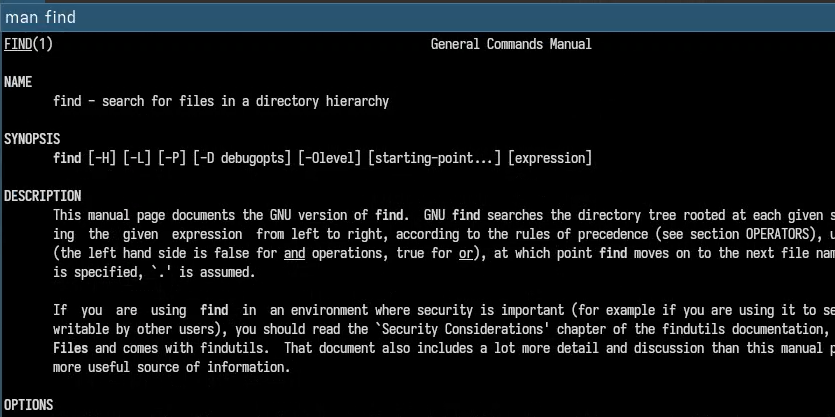 man find
FIND(1) General Commands Manual
NAME
find - search for files in a directory hierarchy
SYNOPSIS
find [-H] [-L] [-P] [-D debugopts] [-Olevel] [starting-point...] [expression]
DESCRIPTION
This manual page documents the GNU version of find. GNU find searches the directory tree rooted at each given s
ing the given expression from left to right, according to the rules of precedence (see section OPERATORS), u
(the left hand side is false for and operations, true for or), at which point find moves on to the next file nam
is specified, `.' is assumed.
If you are using find in an environment where security is important (for example if you are using it to se
writable by other users), you should read the `Security Considerations' chapter of the findutils documentation,
Files and comes with findutils. That document also includes a lot more detail and discussion than this manual p
more useful source of information.
OPTIONS